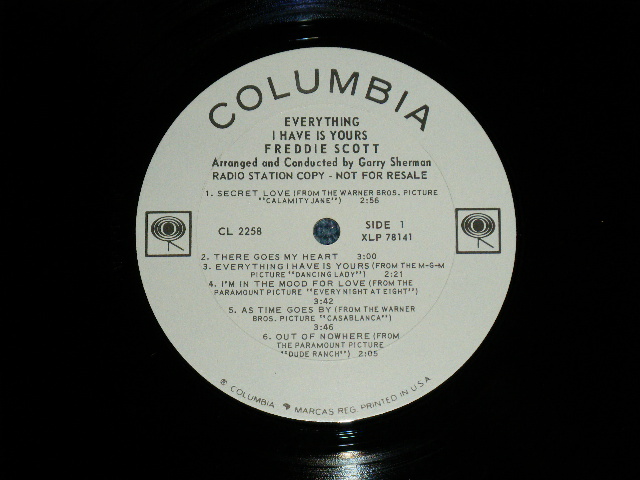 COLUMBIA
EVERYTHING
I HAVE IS YOURS
FREDDIE SCOTT
Arranged and Conducted by Garry Sherman
RADIO STATION COPY - NOT FOR RESALE
1. SECRET LOVE (FROM THE WARNER BROS. PICTURE
"CALAMITY JANE") 2:56
CL 2258
SIDE 1
XLP 78141
2. THERE GOES MY HEART 3:00
3. EVERYTHING I HAVE IS YOURS (FROM THE M-G-M
PICTURE "DANCING LADY") 2:21
4. I'M IN THE MOOD FOR LOVE (FROM THE
PARAMOUNT PICTURE "EVERY NIGHT AT EIGHT")
3:42
5. AS TIME GOES BY (FROM THE WARNER
BROS. PICTURE "CASABLANCA")
3:46
6. OUT OF NOWHERE (FROM
THE PARAMOUNT PICTURE
"DUDE RANCH") 2:05
® COLUMBIA MARCAS REG. PRINTED IN U.S.A.